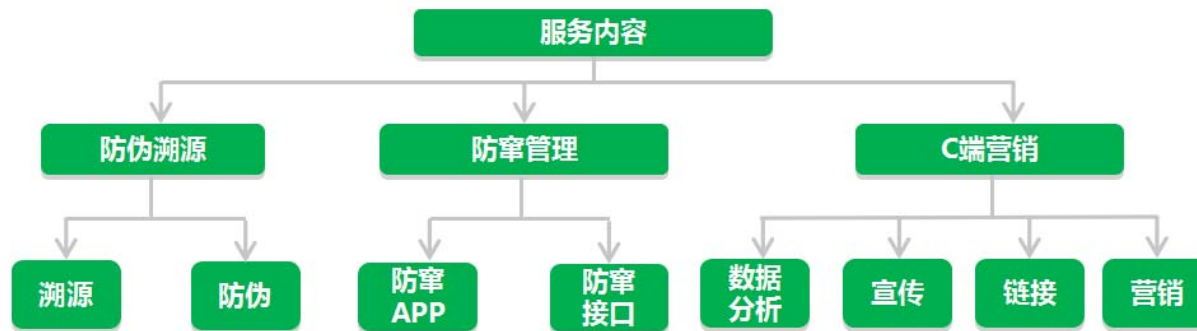 服务内容
防伪溯源
防窜管理
C端营销
溯源
防伪
防窜
APP
防窜
接口
数据
分析
宣传
链接
营销